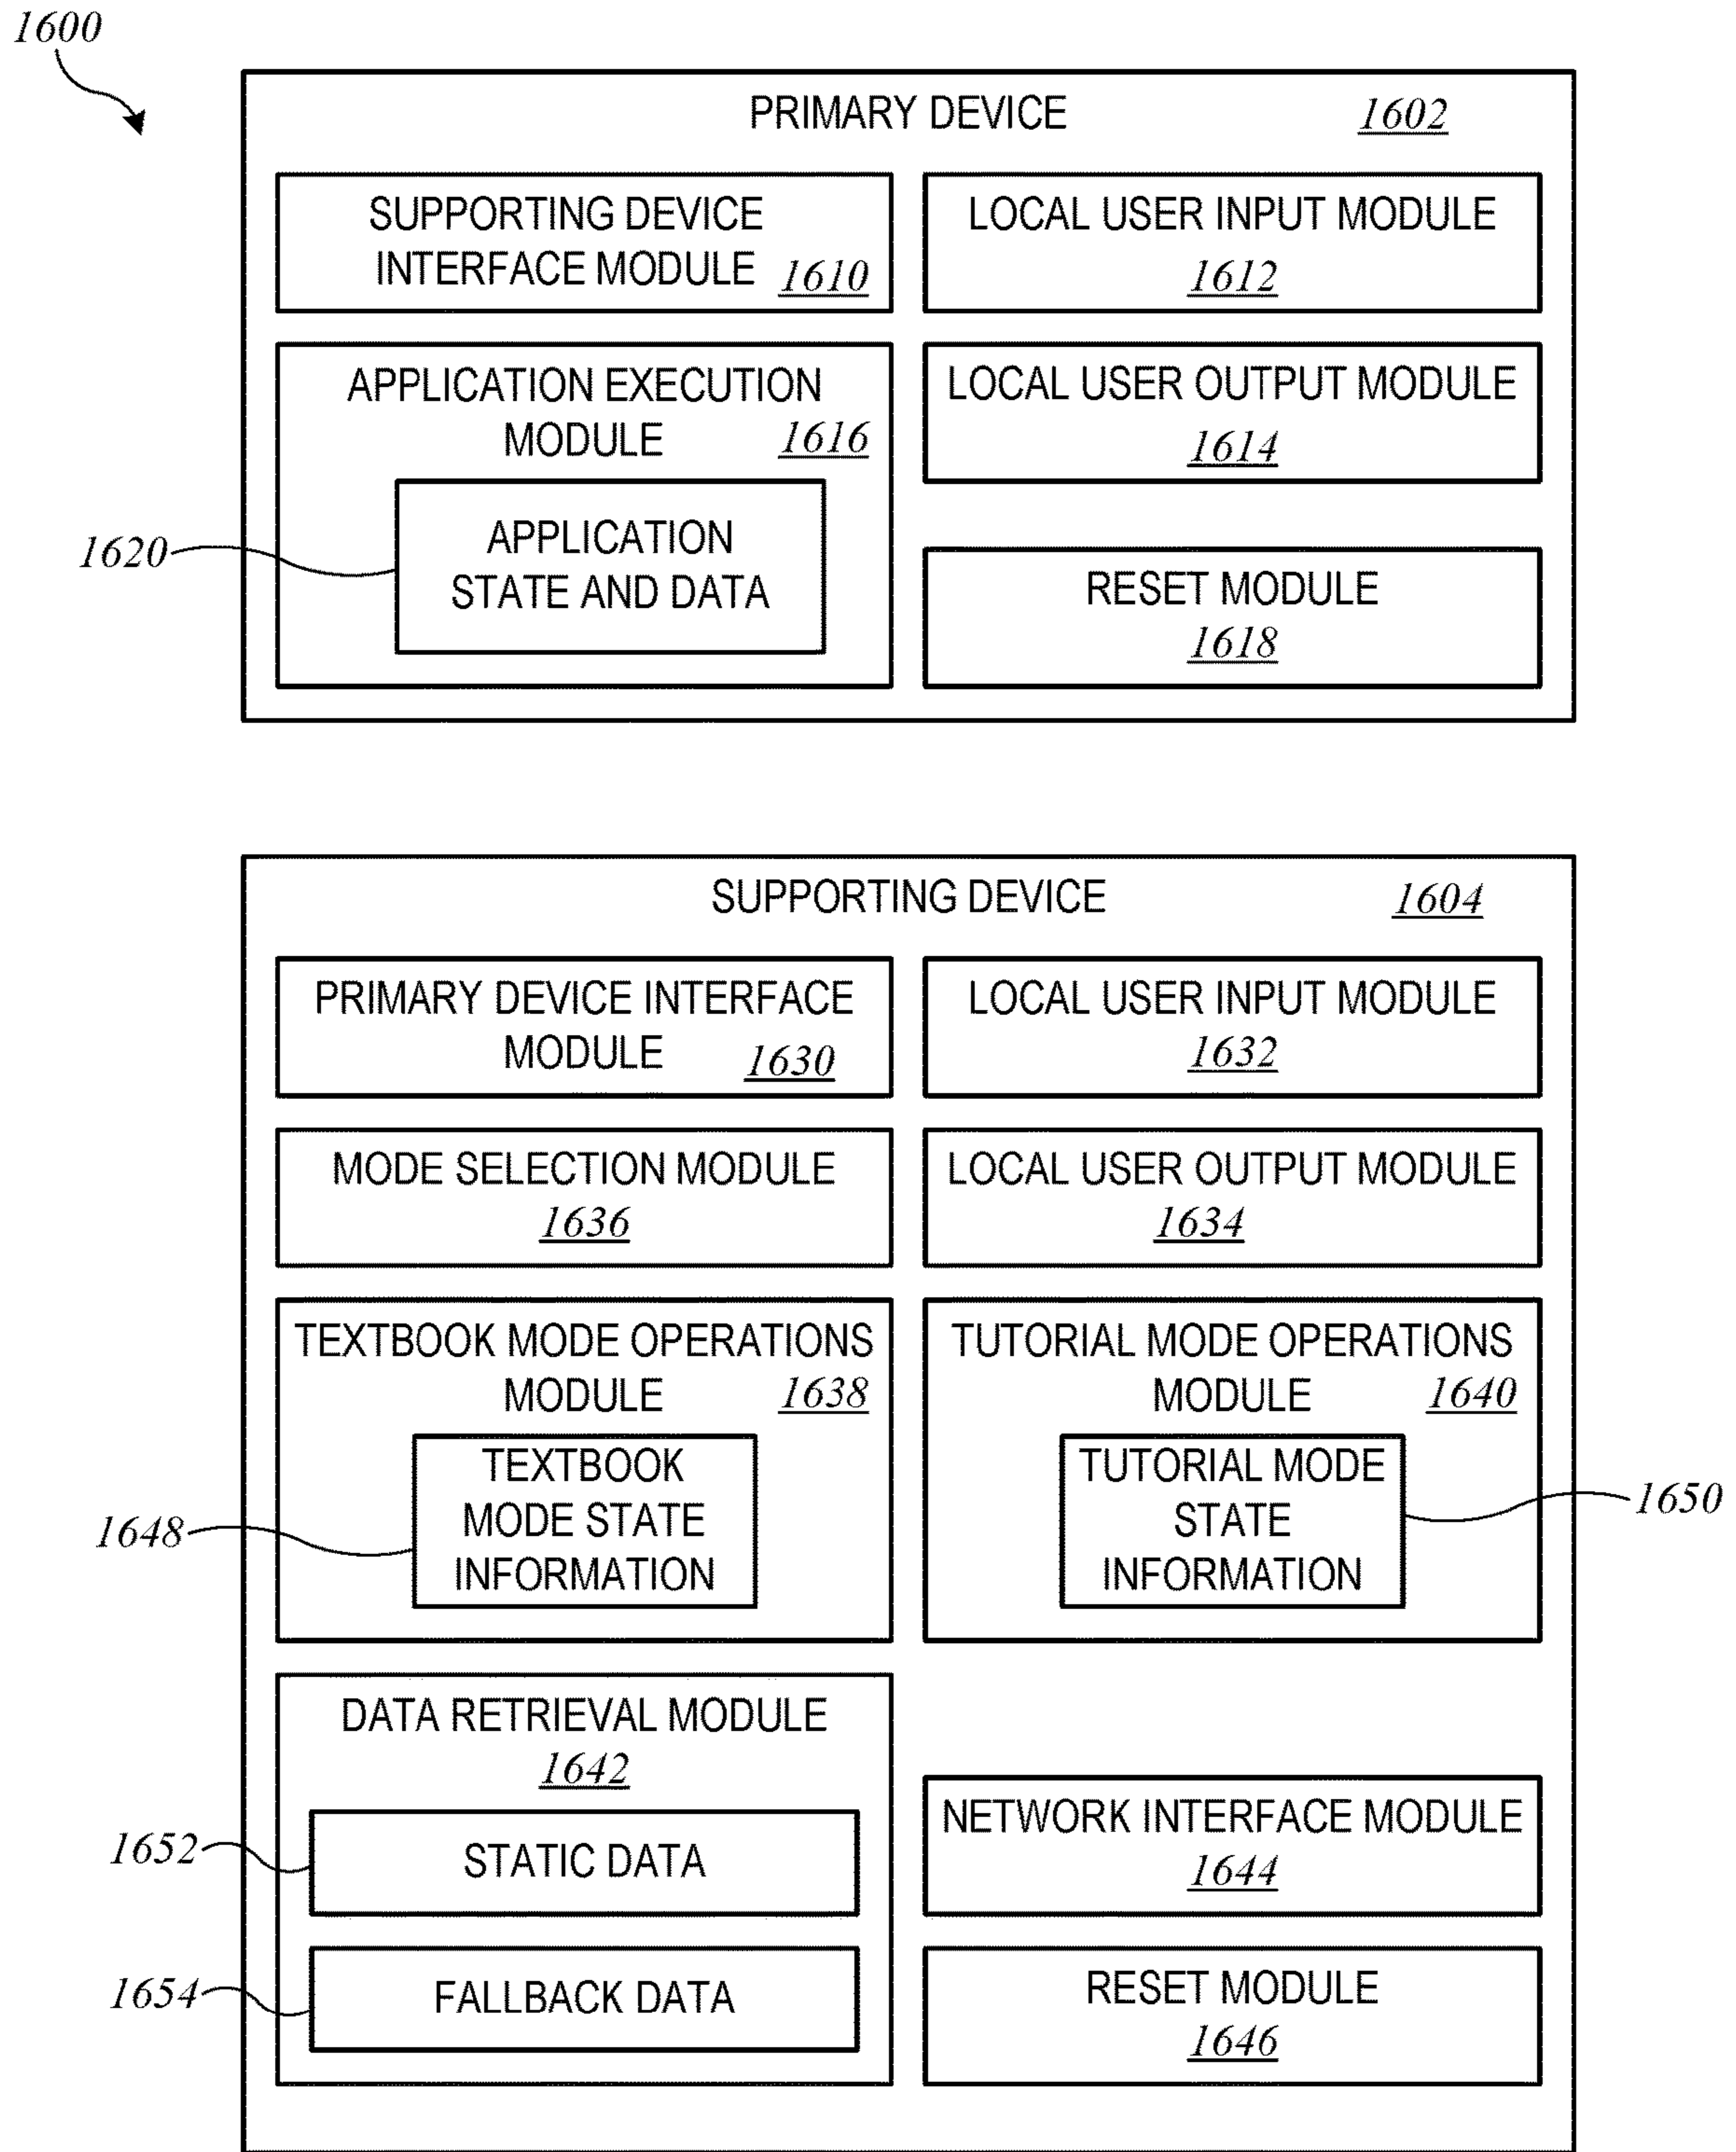 1600
PRIMARY DEVICE 1602
SUPPORTING DEVICE
INTERFACE MODULE 1610
LOCAL USER INPUT MODULE
1612
APPLICATION EXECUTION
MODULE 1616
1620
APPLICATION
STATE AND DATA
LOCAL USER OUTPUT MODULE
1614
RESET MODULE
1618
SUPPORTING DEVICE 1604
PRIMARY DEVICE INTERFACE
MODULE 1630
LOCAL USER INPUT MODULE
1632
MODE SELECTION MODULE
1636
LOCAL USER OUTPUT MODULE
1634
TEXTBOOK MODE OPERATIONS
MODULE 1638
1648
TEXTBOOK
MODE STATE
INFORMATION
TUTORIAL MODE OPERATIONS
MODULE 1640
TUTORIAL MODE
STATE
INFORMATION
1650
DATA RETRIEVAL MODULE
1642
1652
STATIC DATA
1654
FALLBACK DATA
NETWORK INTERFACE MODULE
1644
RESET MODULE
1646